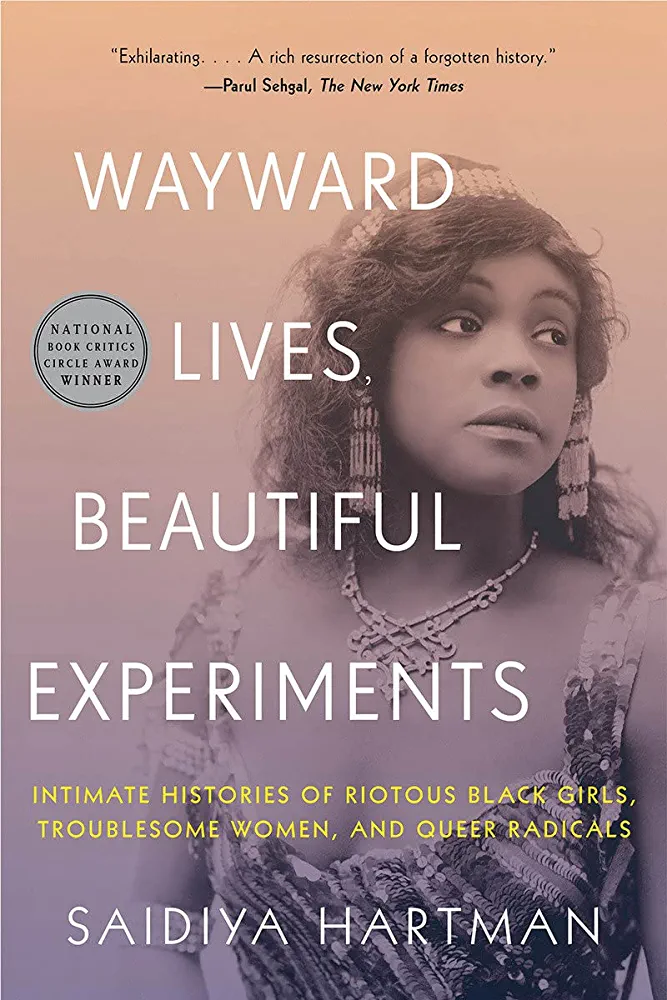 “Exhilarating. . . . A rich resurrection of a forgotten history.”
—Parul Sehgal, The New York Times
WAYWARD
LIVES,
NATIONAL
BOOK CRITICS
CIRCLE AWARD
WINNER
BEAUTIFUL
EXPERIMENTS
INTIMATE HISTORIES OF RIOTOUS BLACK GIRLS,
TROUBLESOME WOMEN, AND QUEER RADICALS
SAIDIYA HARTMAN